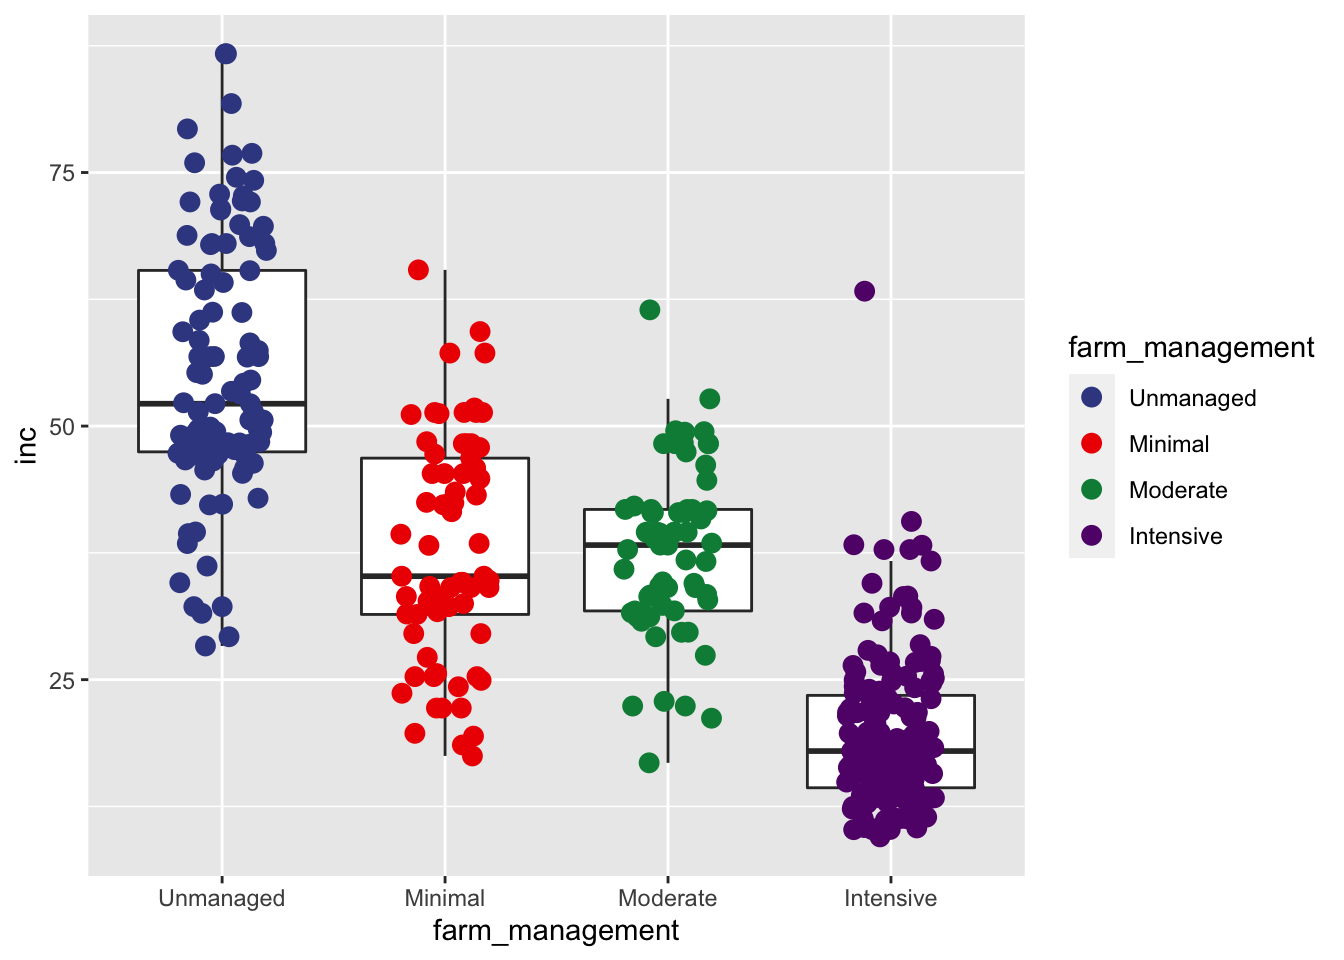 inc
75
50
25
Unmanaged
Minimal
Moderate
Intensive
farm_management
farm_management
Unmanaged
Minimal
Moderate
Intensive